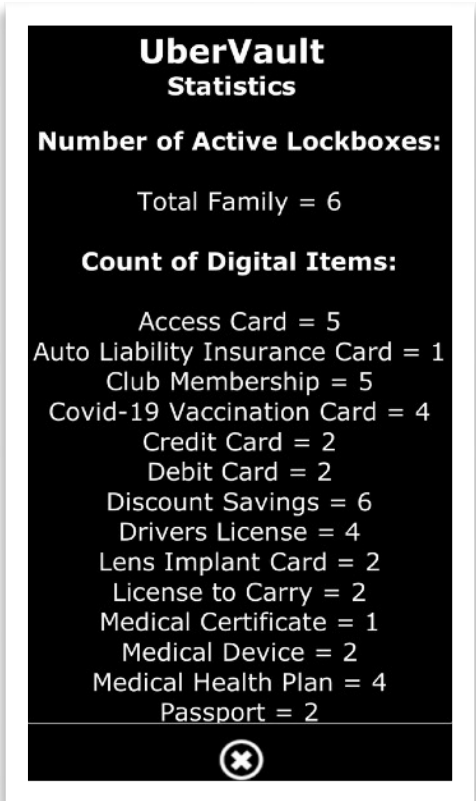 UberVault
Statistics
Number of Active Lockboxes:
Total Family = 6
Count of Digital Items:
Access Card = 5
Auto Liability Insurance Card = 1
Club Membership = 5
Covid-19 Vaccination Card = 4
Credit Card = 2
Debit Card = 2
Discount Savings = 6
Drivers License = 4
Lens Implant Card = 2
License to Carry = 2
Medical Certificate = 1
Medical Device = 2
Medical Health Plan = 4
Passport = 2